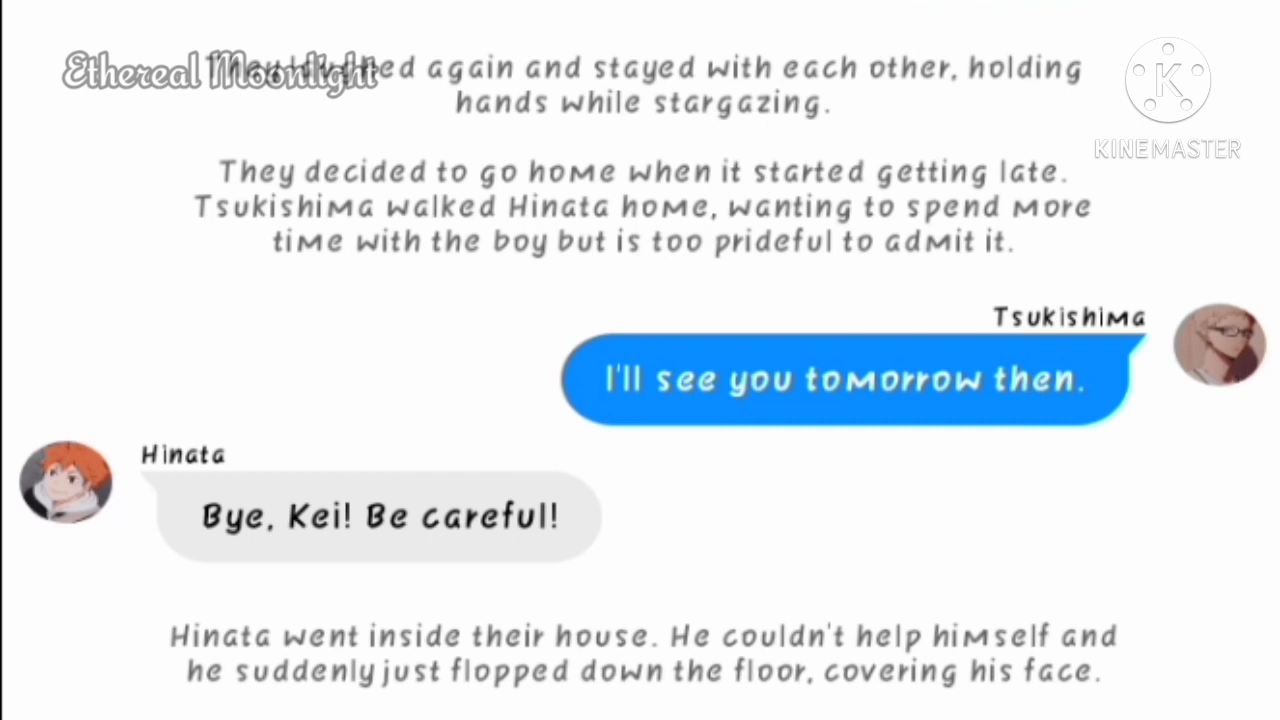 Ethereal Moonlight
again and stayed with each other, holding
hands while stargazing.
KINEMASTER
They decided to go home when it started getting late.
Tsukishima walked Hinata home, wanting to spend more
time with the boy but is too prideful to admit it.
Tsukishima
I'll see you tomorrow then.
Hinata
Bye, Kei! Be careful!
Hinata went inside their house. He couldn't help himself and
he suddenly just flopped down the floor, covering his face.